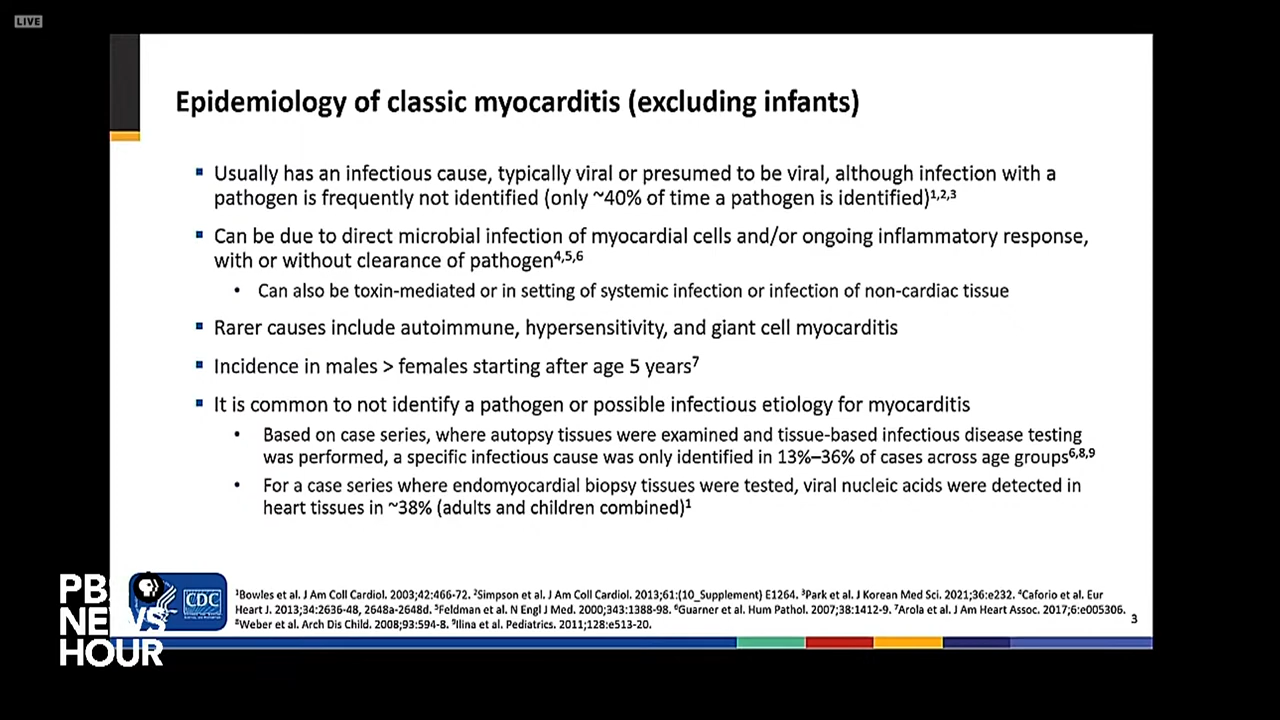 LIVE
Epidemiology of classic myocarditis (excluding infants)
▪ Usually has an infectious cause, typically viral or presumed to be viral, although infection with a
pathogen is frequently not identified (only ~40% of time a pathogen is identified)1,2,3
▪ Can be due to direct microbial infection of myocardial cells and/or ongoing inflammatory response,
with or without clearance of pathogen4,5,6
• Can also be toxin-mediated or in setting of systemic infection or infection of non-cardiac tissue
▪ Rarer causes include autoimmune, hypersensitivity, and giant cell myocarditis
▪ Incidence in males > females starting after age 5 years7
▪ It is common to not identify a pathogen or possible infectious etiology for myocarditis
• Based on case series, where autopsy tissues were examined and tissue-based infectious disease testing
was performed, a specific infectious cause was only identified in 13%–36% of cases across age groups6,8,9
• For a case series where endomyocardial biopsy tissues were tested, viral nucleic acids were detected in
heart tissues in ~38% (adults and children combined)1
1Bowles et al. J Am Coll Cardiol. 2003;42:466-72. 2Simpson et al. J Am Coll Cardiol. 2013;61:(10_Supplement) E1264. 3Park et al. J Korean Med Sci. 2021;36:e232. 4Caforio et al. Eur
Heart J. 2013;34:2636-48, 2648a-2648d. 5Feldman et al. N Engl J Med. 2000;343:1388-98. 6Guarner et al. Hum Pathol. 2007;38:1412-9. 7Arola et al. J Am Heart Assoc. 2017;6:e005306.
8Weber et al. Arch Dis Child. 2008;93:594-8. 9Ilina et al. Pediatrics. 2011;128:e513-20.
3
CDC
PBS
NEWS
HOUR